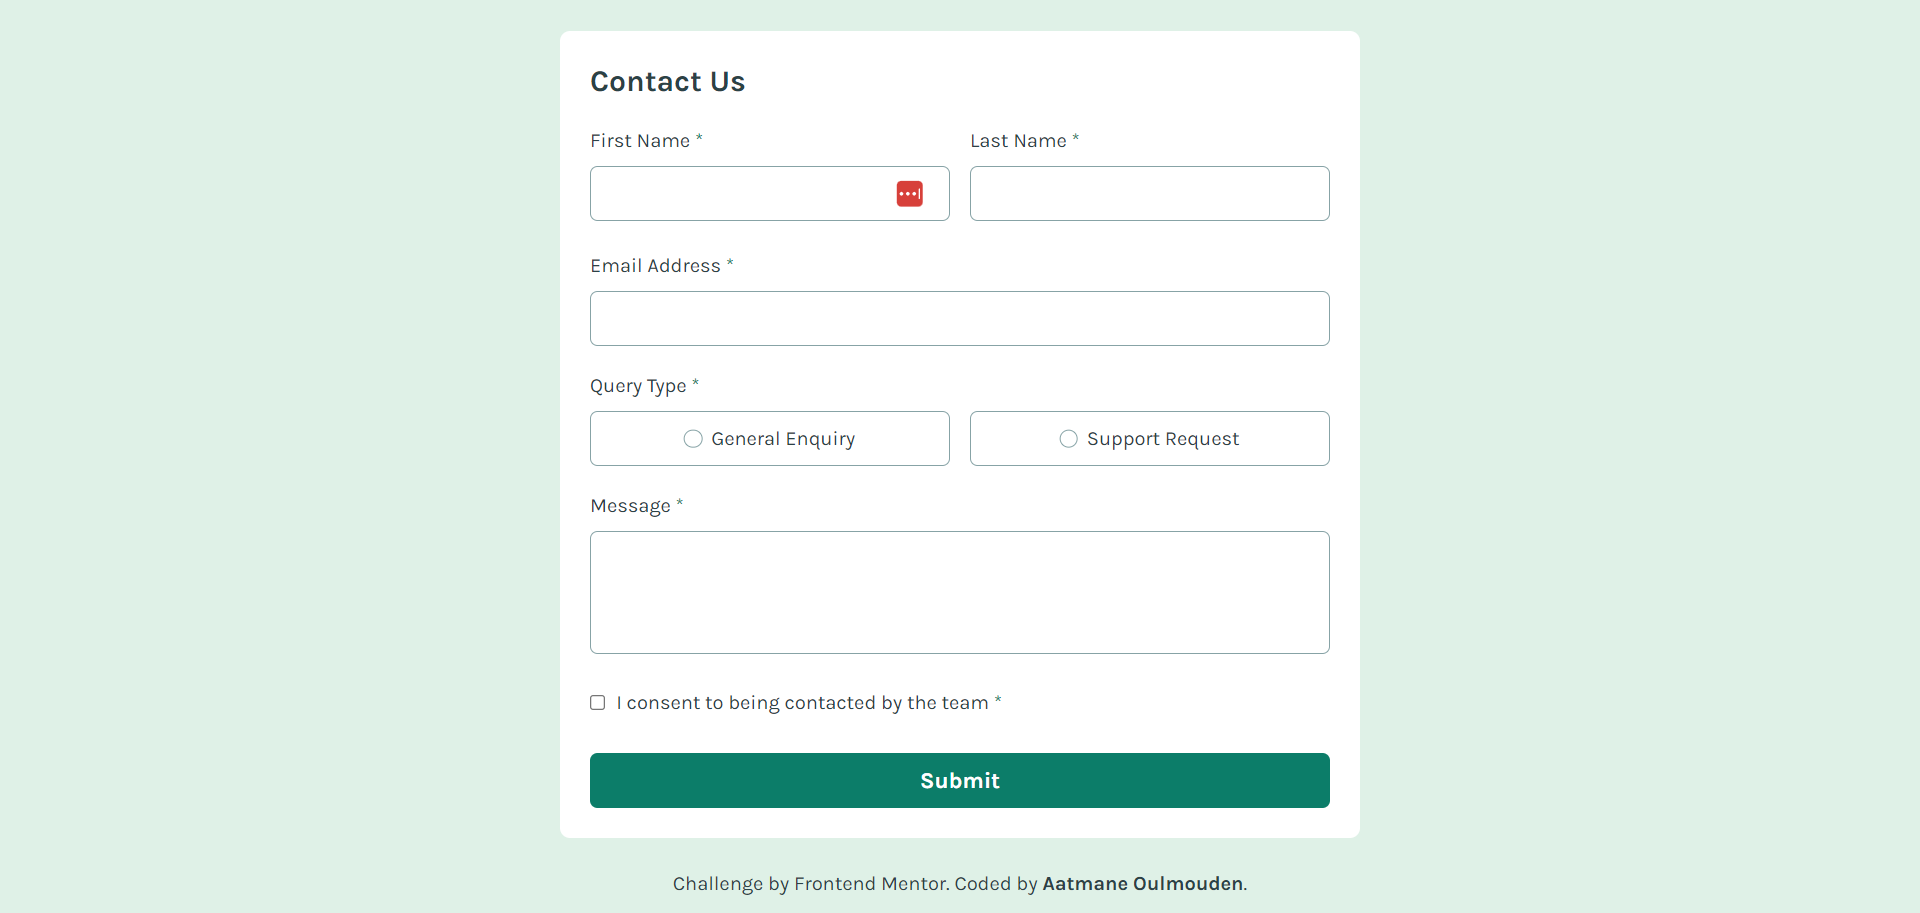 Contact Us
First Name * Last Name *
Email Address *
Query Type *
General Enquiry Support Request
Message *
I consent to being contacted by the team *
Submit
Challenge by Frontend Mentor. Coded by Aatmane Oulmouden.